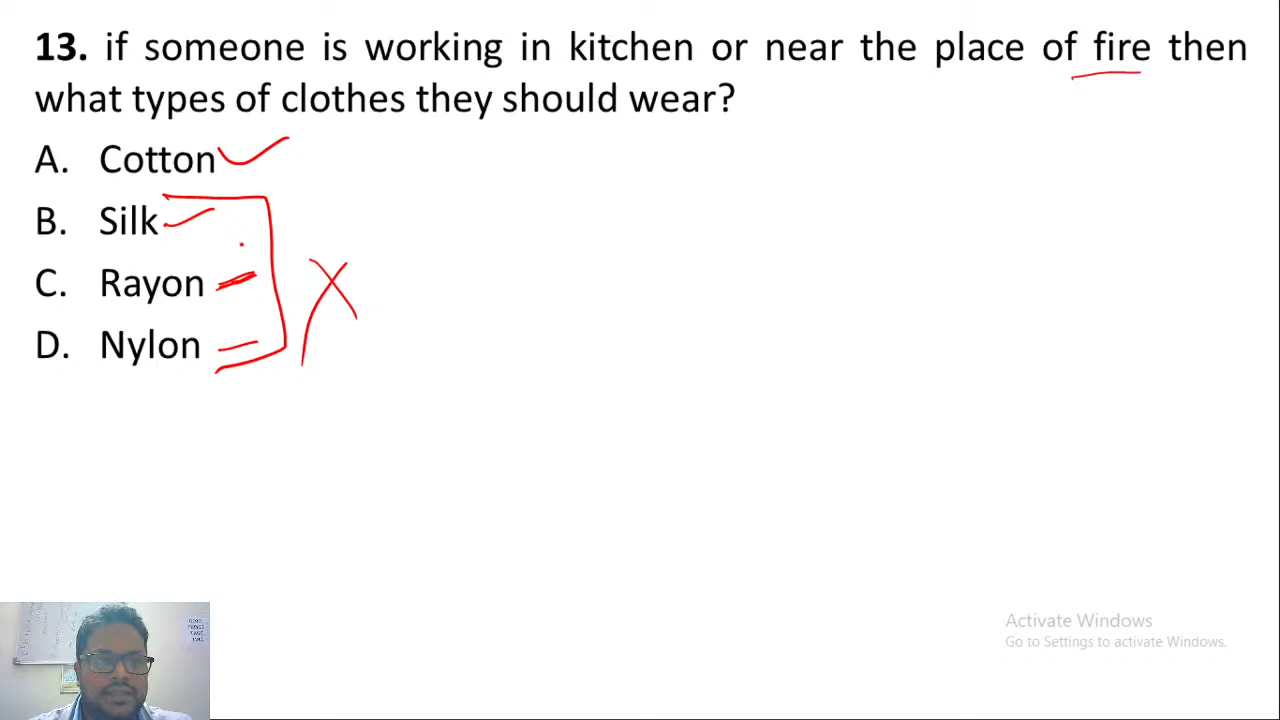 13. if someone is working in kitchen or near the place of fire then
what types of clothes they should wear?
A. Cotton
B. Silk
C. Rayon
D. Nylon
Activate Windows
Go to Settings to activate Windows.